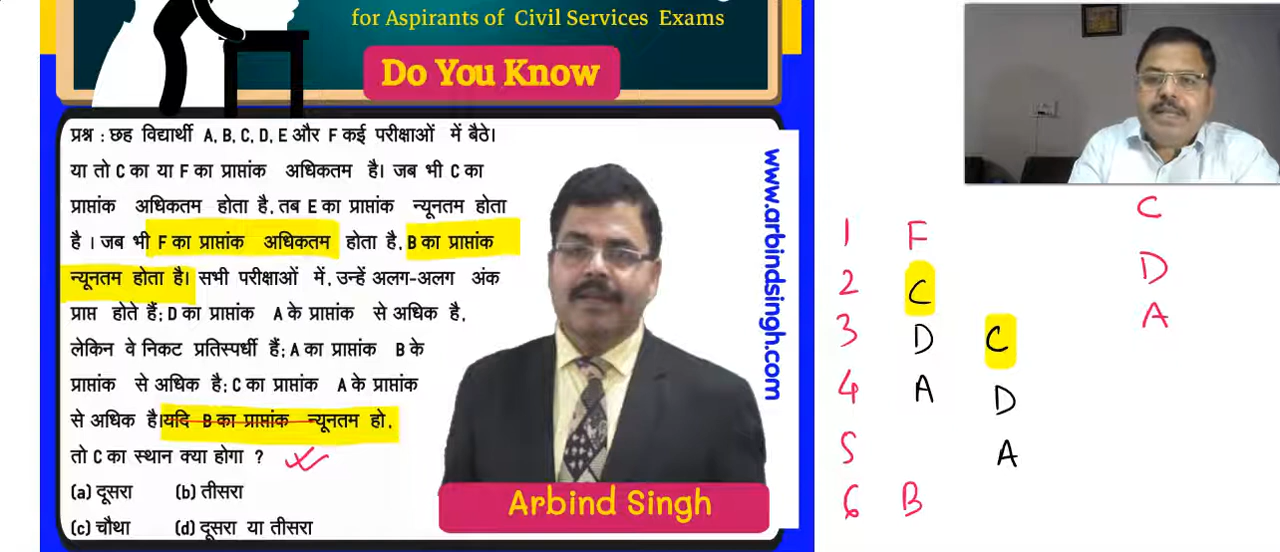 for Aspirants of Civil Services Exams
Do You Know
प्रश्न : छह विद्यार्थी A, B, C, D, E और F कई परीक्षाओं में बैठे।
या तो C का या F का प्राप्तांक अधिकतम है। जब भी C का
प्राप्तांक अधिकतम होता है, तब E का प्राप्तांक न्यूनतम होता
है । जब भी F का प्राप्तांक अधिकतम होता है, B का प्राप्तांक
न्यूनतम होता है। सभी परीक्षाओं में, उन्हें अलग-अलग अंक
प्राप्त होते हैं; D का प्राप्तांक A के प्राप्तांक से अधिक है,
लेकिन वे निकट प्रतिस्पर्धी हैं; A का प्राप्तांक B के
प्राप्तांक से अधिक है; C का प्राप्तांक A के प्राप्तांक
से अधिक है। यदि B का प्राप्तांक न्यूनतम हो,
तो C का स्थान क्या होगा ?
(a) दूसरा (b) तीसरा
(c) चौथा (d) दूसरा या तीसरा
www.arbindsingh.com
Arbind Singh
C
1 F
2 C D
3 D C A
4 A D
5 A
6 B